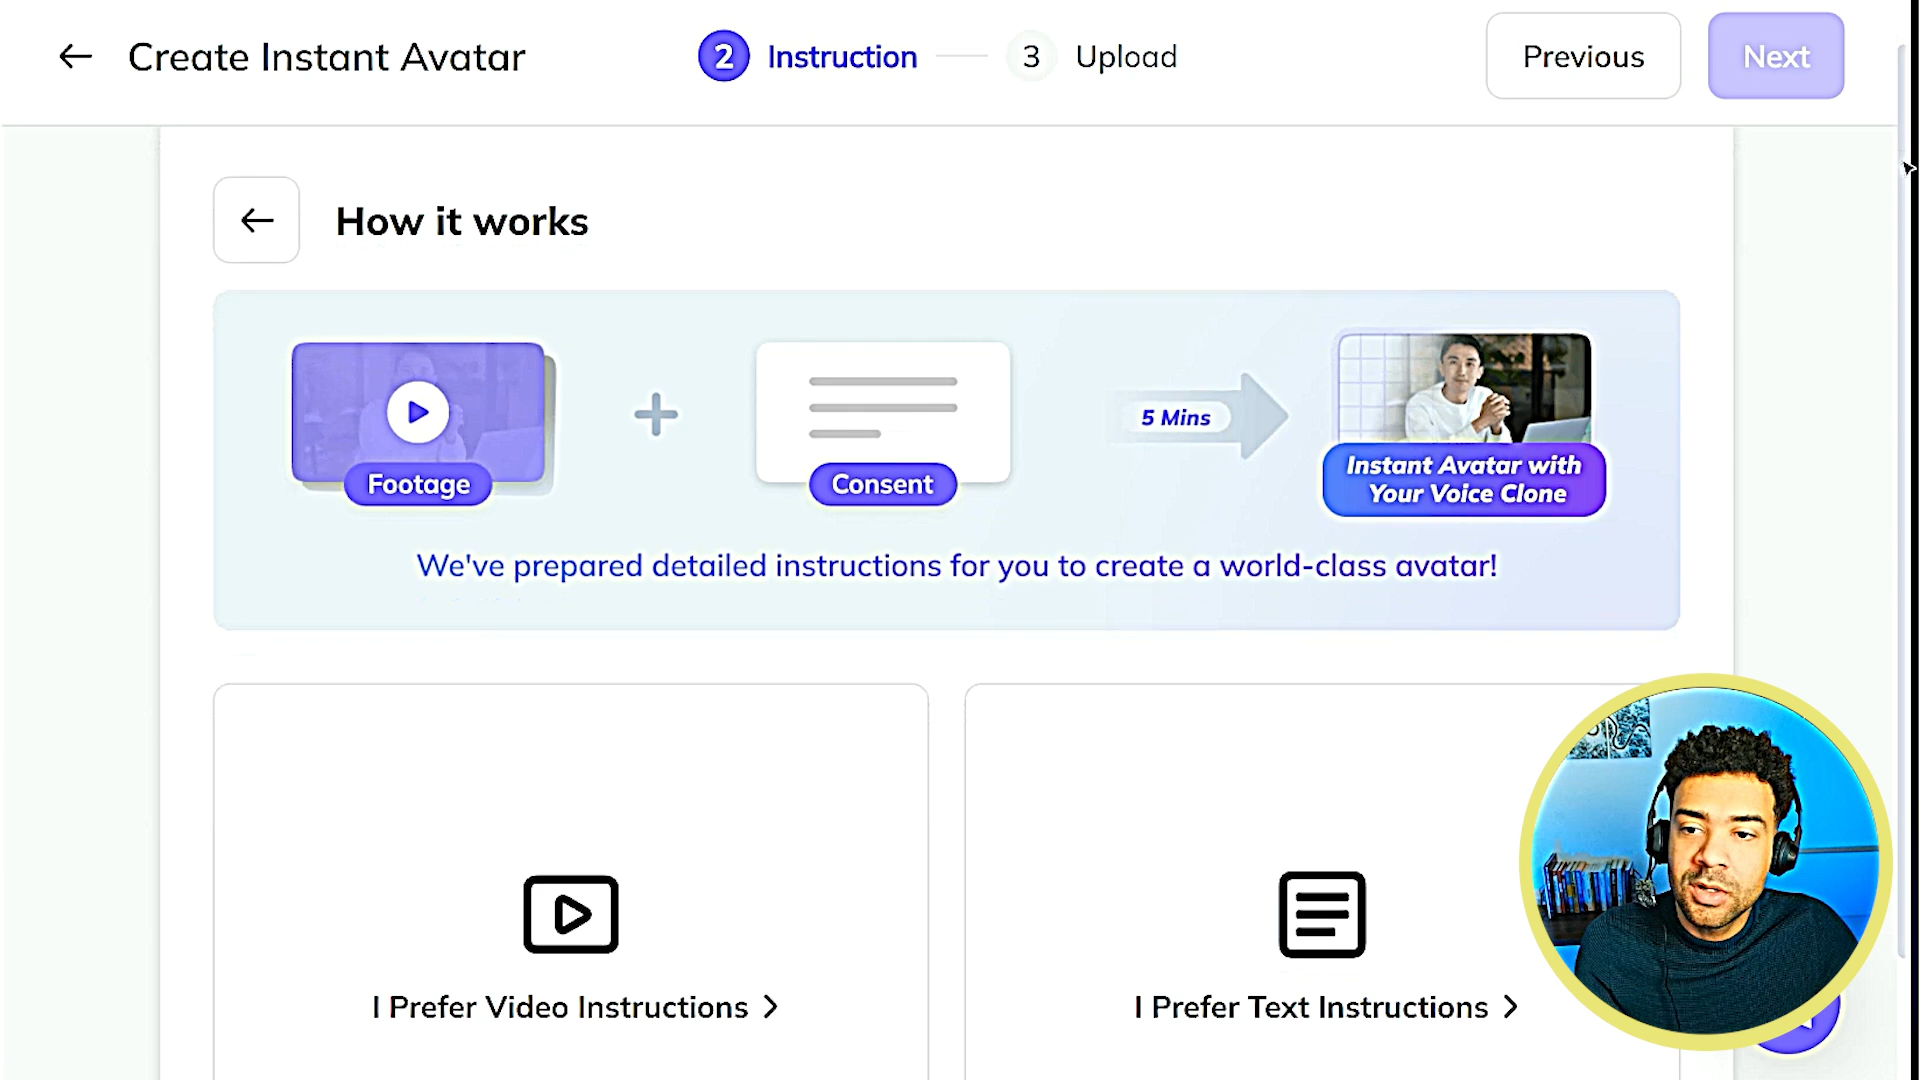 Create Instant Avatar
2 Instruction
3 Upload
Previous
Next
How it works
Footage
Consent
5 Mins
Instant Avatar with
Your Voice Clone
We've prepared detailed instructions for you to create a world-class avatar!
I Prefer Video Instructions
I Prefer Text Instructions